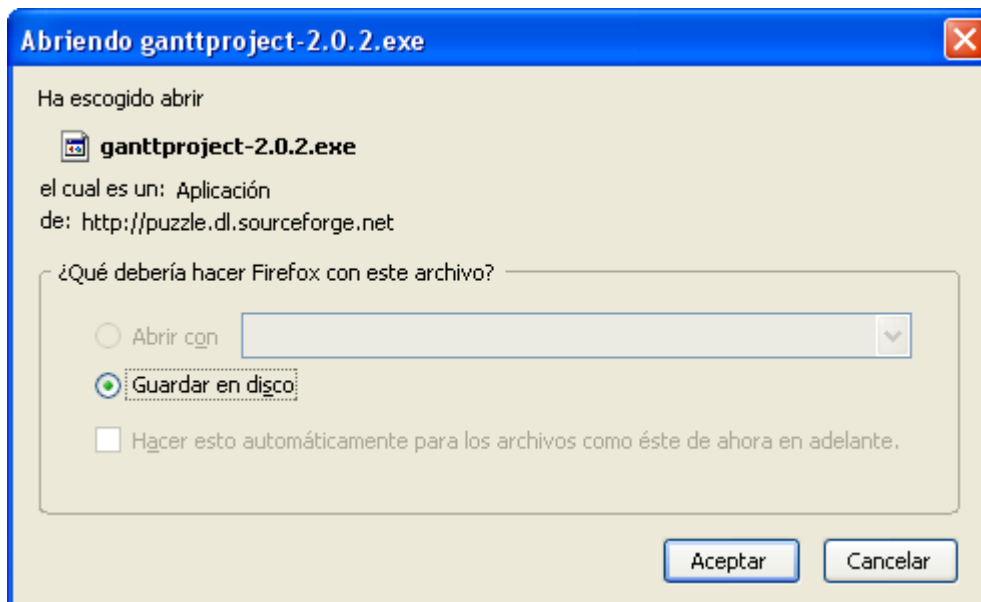 Abriendo ganttproject-2.0.2.exe
Ha escogido abrir
ganttproject-2.0.2.exe
el cual es un: Aplicación
de: http://puzzle.dl.sourceforge.net
¿Qué debería hacer Firefox con este archivo?
Abrir con
Guardar en disco
Hacer esto automáticamente para los archivos como éste de ahora en adelante.
Aceptar Cancelar